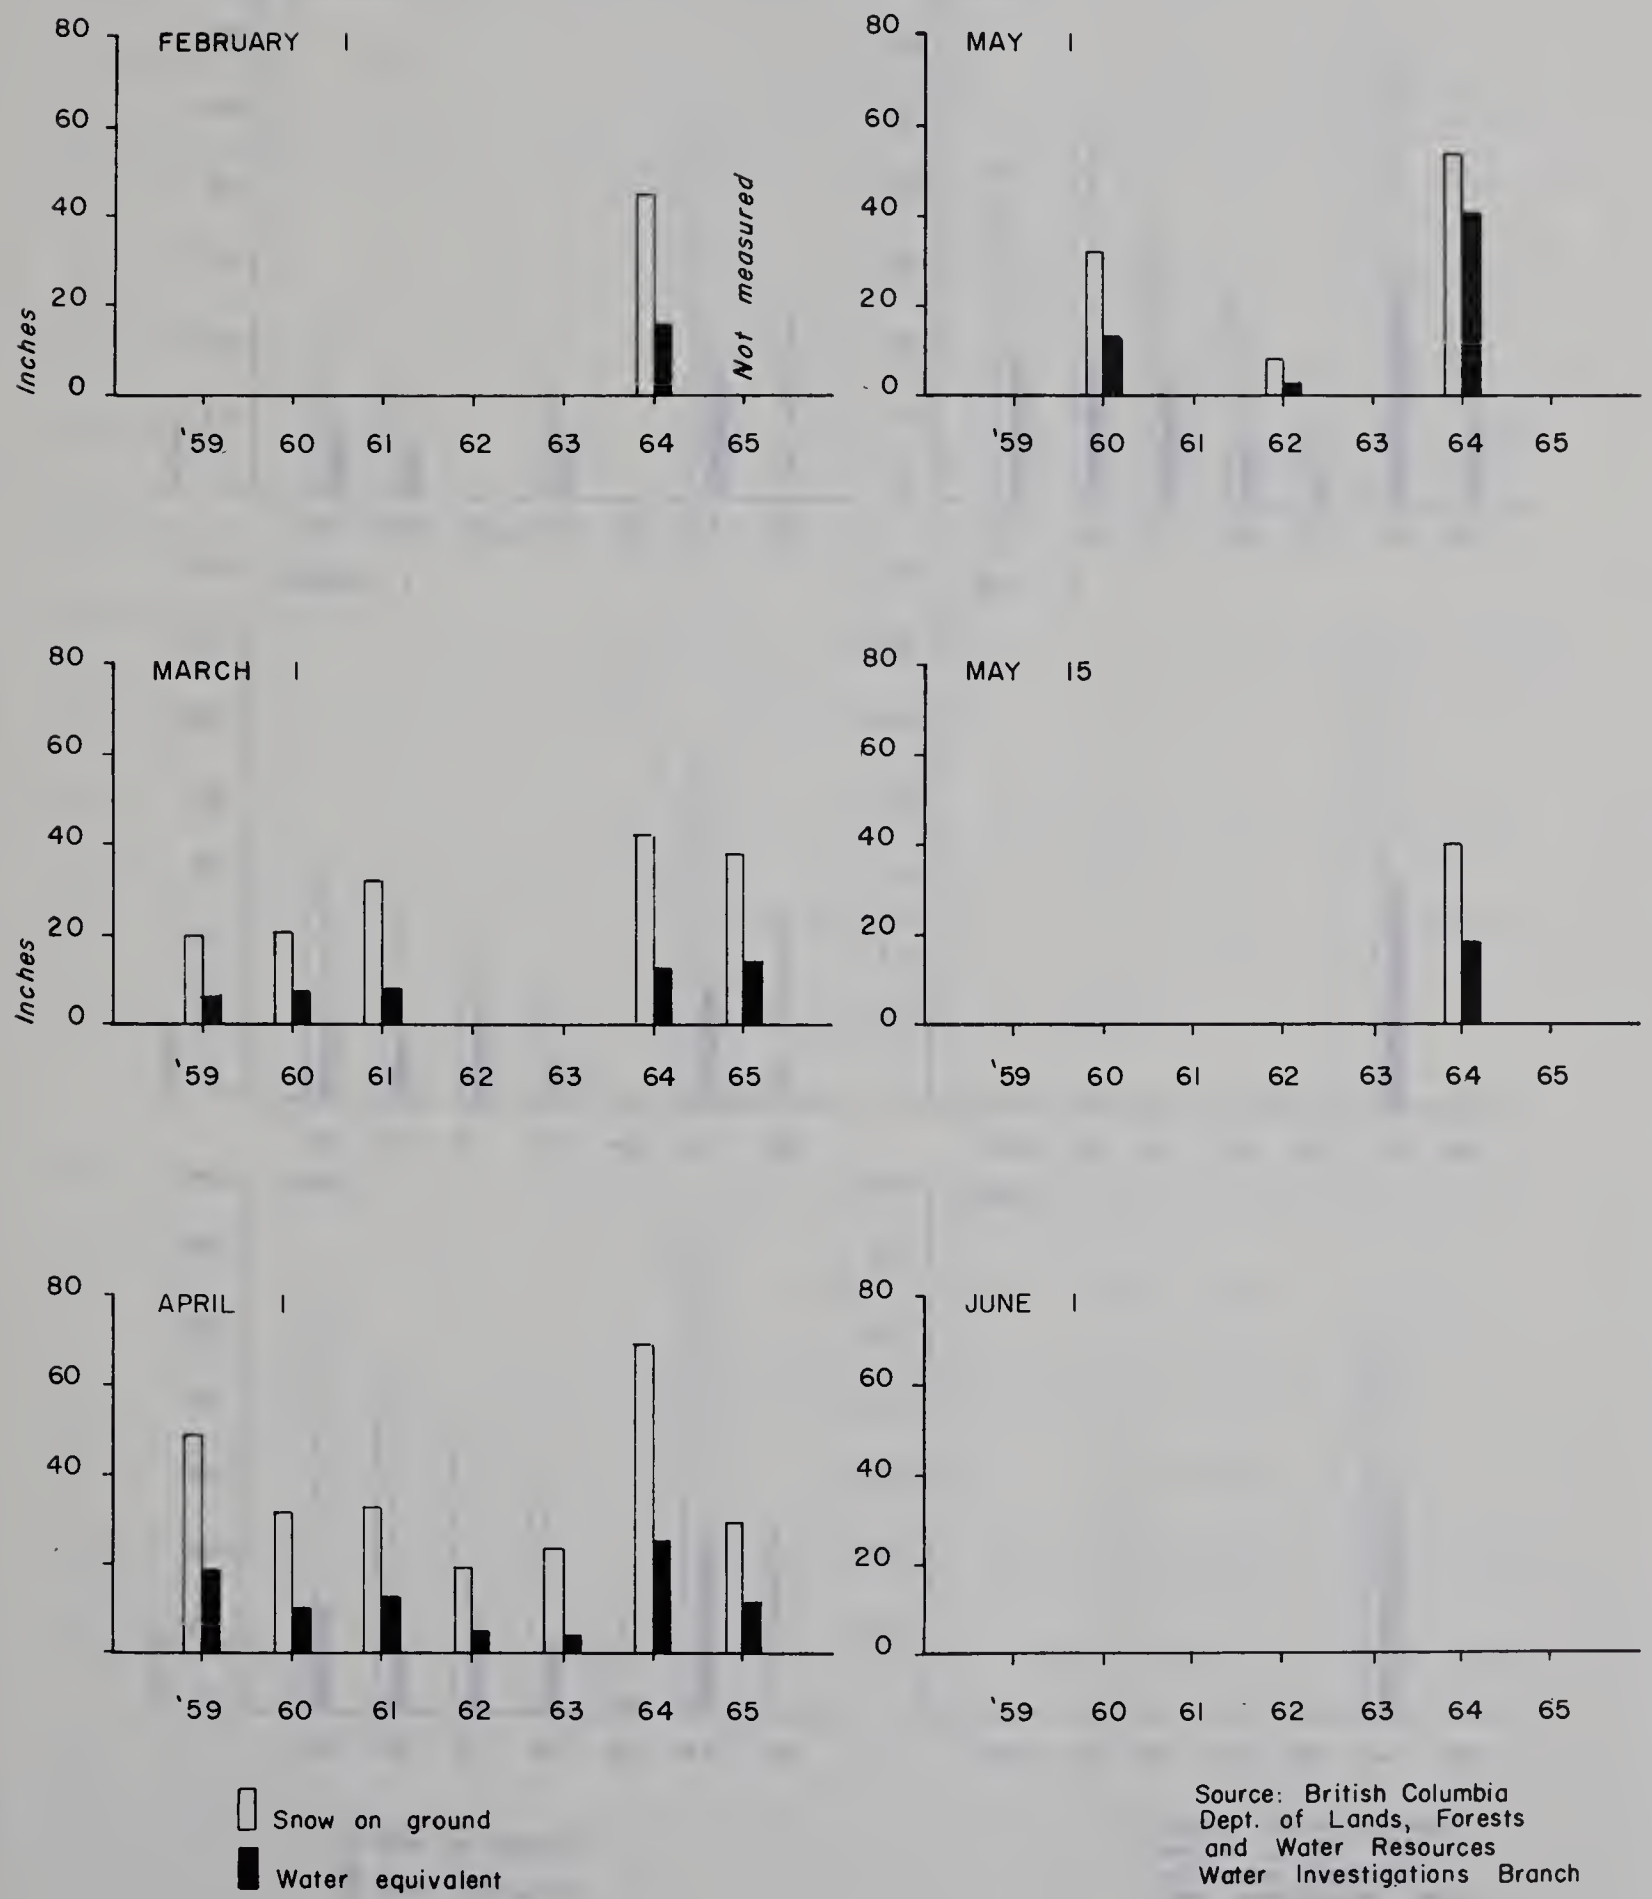 FEBRUARY 1
80
60
40
20
0
Inches
Not measured
'59 60 61 62 63 64 65
MAY 1
80
60
40
20
0
'59 60 61 62 63 64 65
MARCH 1
80
60
40
20
0
Inches
'59 60 61 62 63 64 65
MAY 15
80
60
40
20
0
'59 60 61 62 63 64 65
APRIL 1
80
60
40
'59 60 61 62 63 64 65
JUNE 1
80
60
40
20
0
'59 60 61 62 63 64 65
Snow on ground
Water equivalent
Source: British Columbia
Dept. of Lands, Forests
and Water Resources
Water Investigations Branch